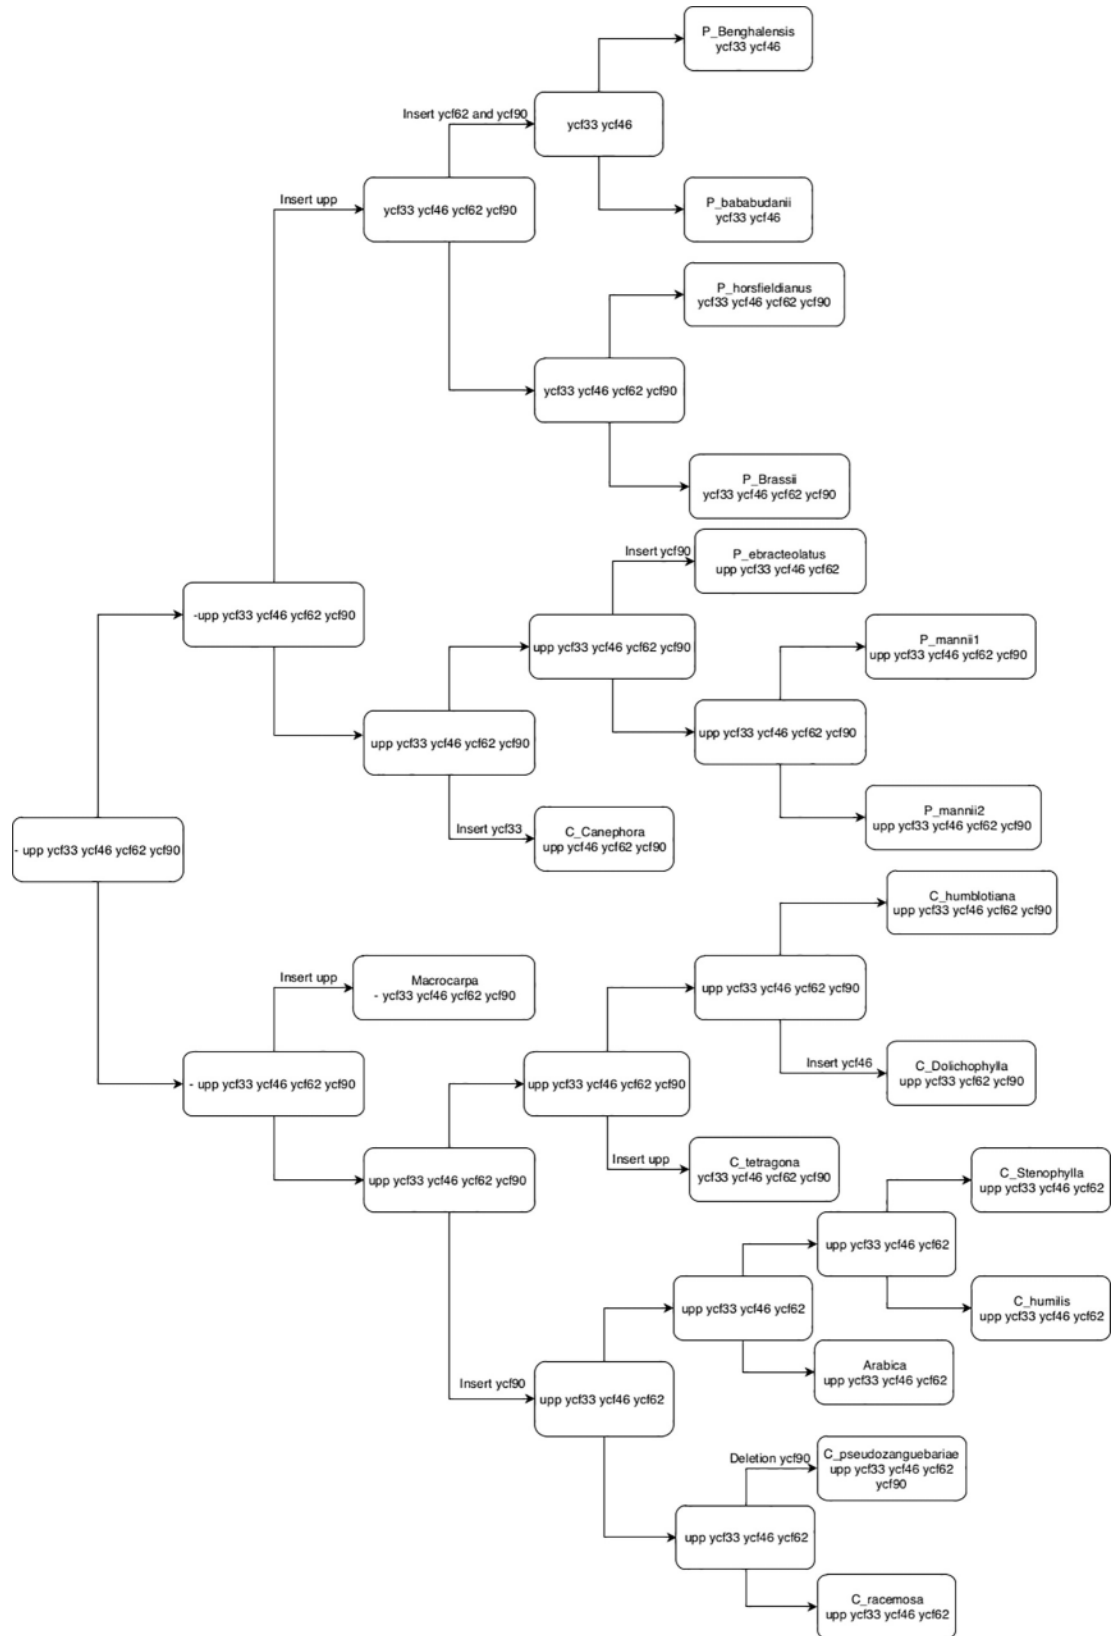 P_Benghalensis
ycf33 ycf46
Insert ycf62 and ycf90
ycf33 ycf46
Insert upp
ycf33 ycf46 ycf62 ycf90
P_bababudanii
ycf33 ycf46
P_horsfieldianus
ycf33 ycf46 ycf62 ycf90
ycf33 ycf46 ycf62 ycf90
P_Brassii
ycf33 ycf46 ycf62 ycf90
Insert ycf90
P_ebracteolatus
upp ycf33 ycf46 ycf62
-upp ycf33 ycf46 ycf62 ycf90
upp ycf33 ycf46 ycf62 ycf90
P_mannii1
upp ycf33 ycf46 ycf62 ycf90
upp ycf33 ycf46 ycf62 ycf90
upp ycf33 ycf46 ycf62 ycf90
P_mannii2
upp ycf33 ycf46 ycf62 ycf90
Insert ycf33
C_Canephora
upp ycf46 ycf62 ycf90
- upp ycf33 ycf46 ycf62 ycf90
C_humblotiana
upp ycf33 ycf46 ycf62 ycf90
Insert upp
Macrocarpa
- ycf33 ycf46 ycf62 ycf90
upp ycf33 ycf46 ycf62 ycf90
- upp ycf33 ycf46 ycf62 ycf90
upp ycf33 ycf46 ycf62 ycf90
Insert ycf46
C_Dolichophylla
upp ycf33 ycf62 ycf90
upp ycf33 ycf46 ycf62 ycf90
Insert upp
C_tetragona
ycf33 ycf46 ycf62 ycf90
C_Stenophylla
upp ycf33 ycf46 ycf62
upp ycf33 ycf46 ycf62
C_humilis
upp ycf33 ycf46 ycf62
upp ycf33 ycf46 ycf62
Arabica
upp ycf33 ycf46 ycf62
Insert ycf90
upp ycf33 ycf46 ycf62
Deletion ycf90
C_pseudozanguebariae
upp ycf33 ycf46 ycf62
ycf90
upp ycf33 ycf46 ycf62
C_racemosa
upp ycf33 ycf46 ycf62